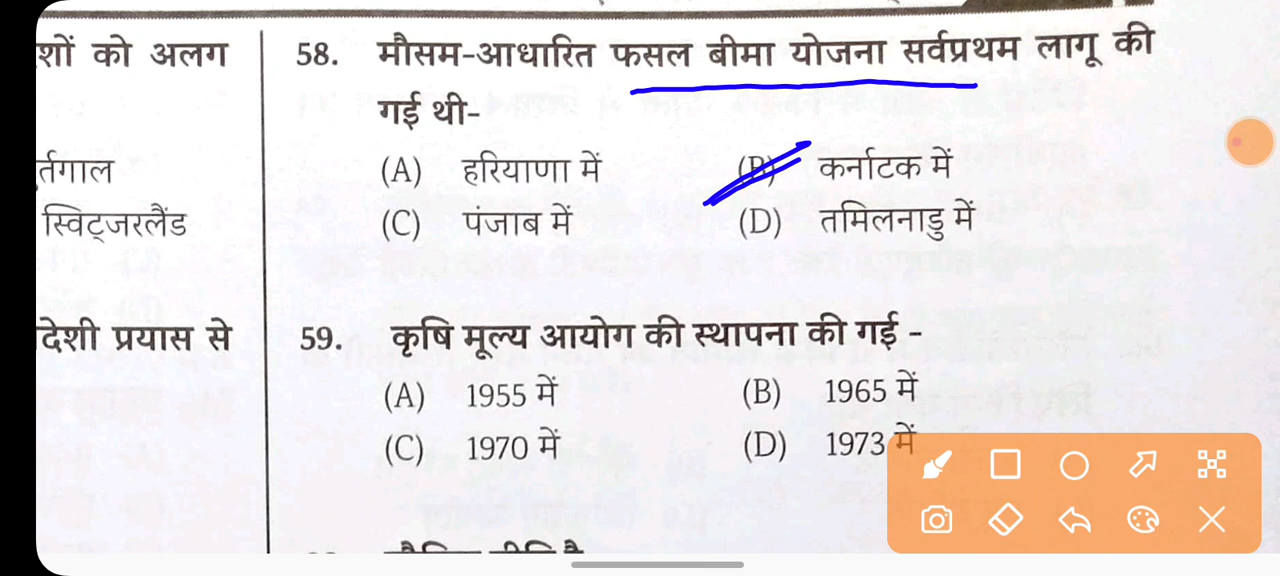 शों को अलग
र्तगाल
स्विट्जरलैंड
देशी प्रयास से
58. मौसम-आधारित फसल बीमा योजना सर्वप्रथम लागू की
गई थी-
(A) हरियाणा में (B) कर्नाटक में
(C) पंजाब में (D) तमिलनाडु में
59. कृषि मूल्य आयोग की स्थापना की गई -
(A) 1955 में (B) 1965 में
(C) 1970 में (D) 1973 में